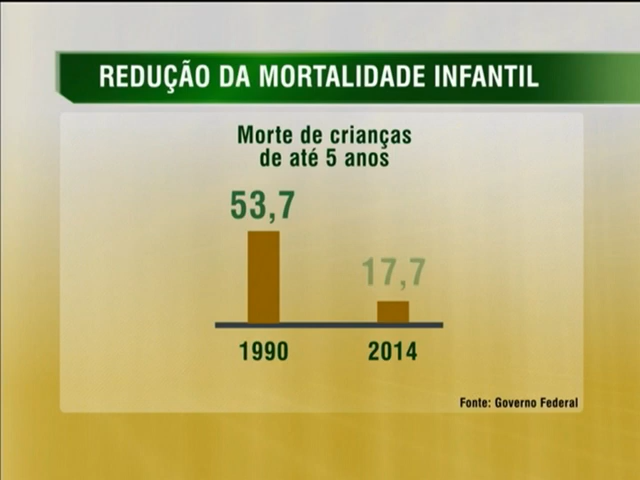 REDUÇÃO DA MORTALIDADE INFANTIL
Morte de crianças
de até 5 anos
53,7
17,7
1990
2014
Fonte: Governo Federal